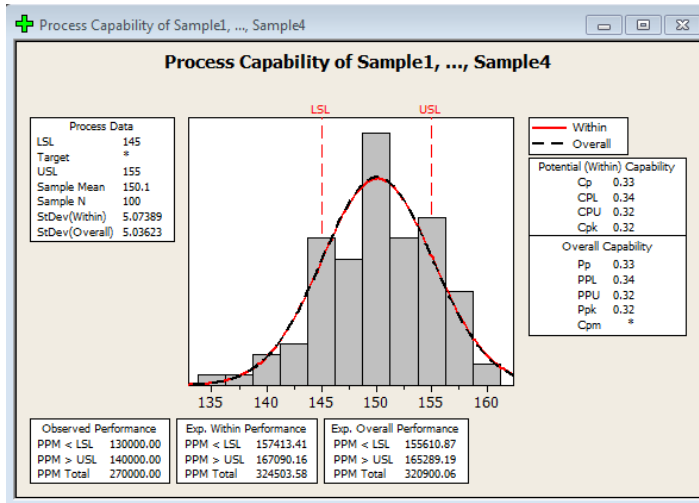 Process Capability of Sample1, ..., Sample4
Process Capability of Sample1, ..., Sample4
Process Data
LSL 145
Target *
USL 155
Sample Mean 150.1
Sample N 100
StDev(Within) 5.07389
StDev(Overall) 5.03623
LSL USL
Within
Overall
Potential (Within) Capability
Cp 0.33
CPL 0.34
CPU 0.32
Cpk 0.32
Overall Capability
Pp 0.33
PPL 0.34
PPU 0.32
Ppk 0.32
Cpm *
135 140 145 150 155 160
Observed Performance
PPM < LSL 130000.00
PPM > USL 140000.00
PPM Total 270000.00
Exp. Within Performance
PPM < LSL 157413.41
PPM > USL 167090.16
PPM Total 324503.58
Exp. Overall Performance
PPM < LSL 155610.87
PPM > USL 165289.19
PPM Total 320900.06